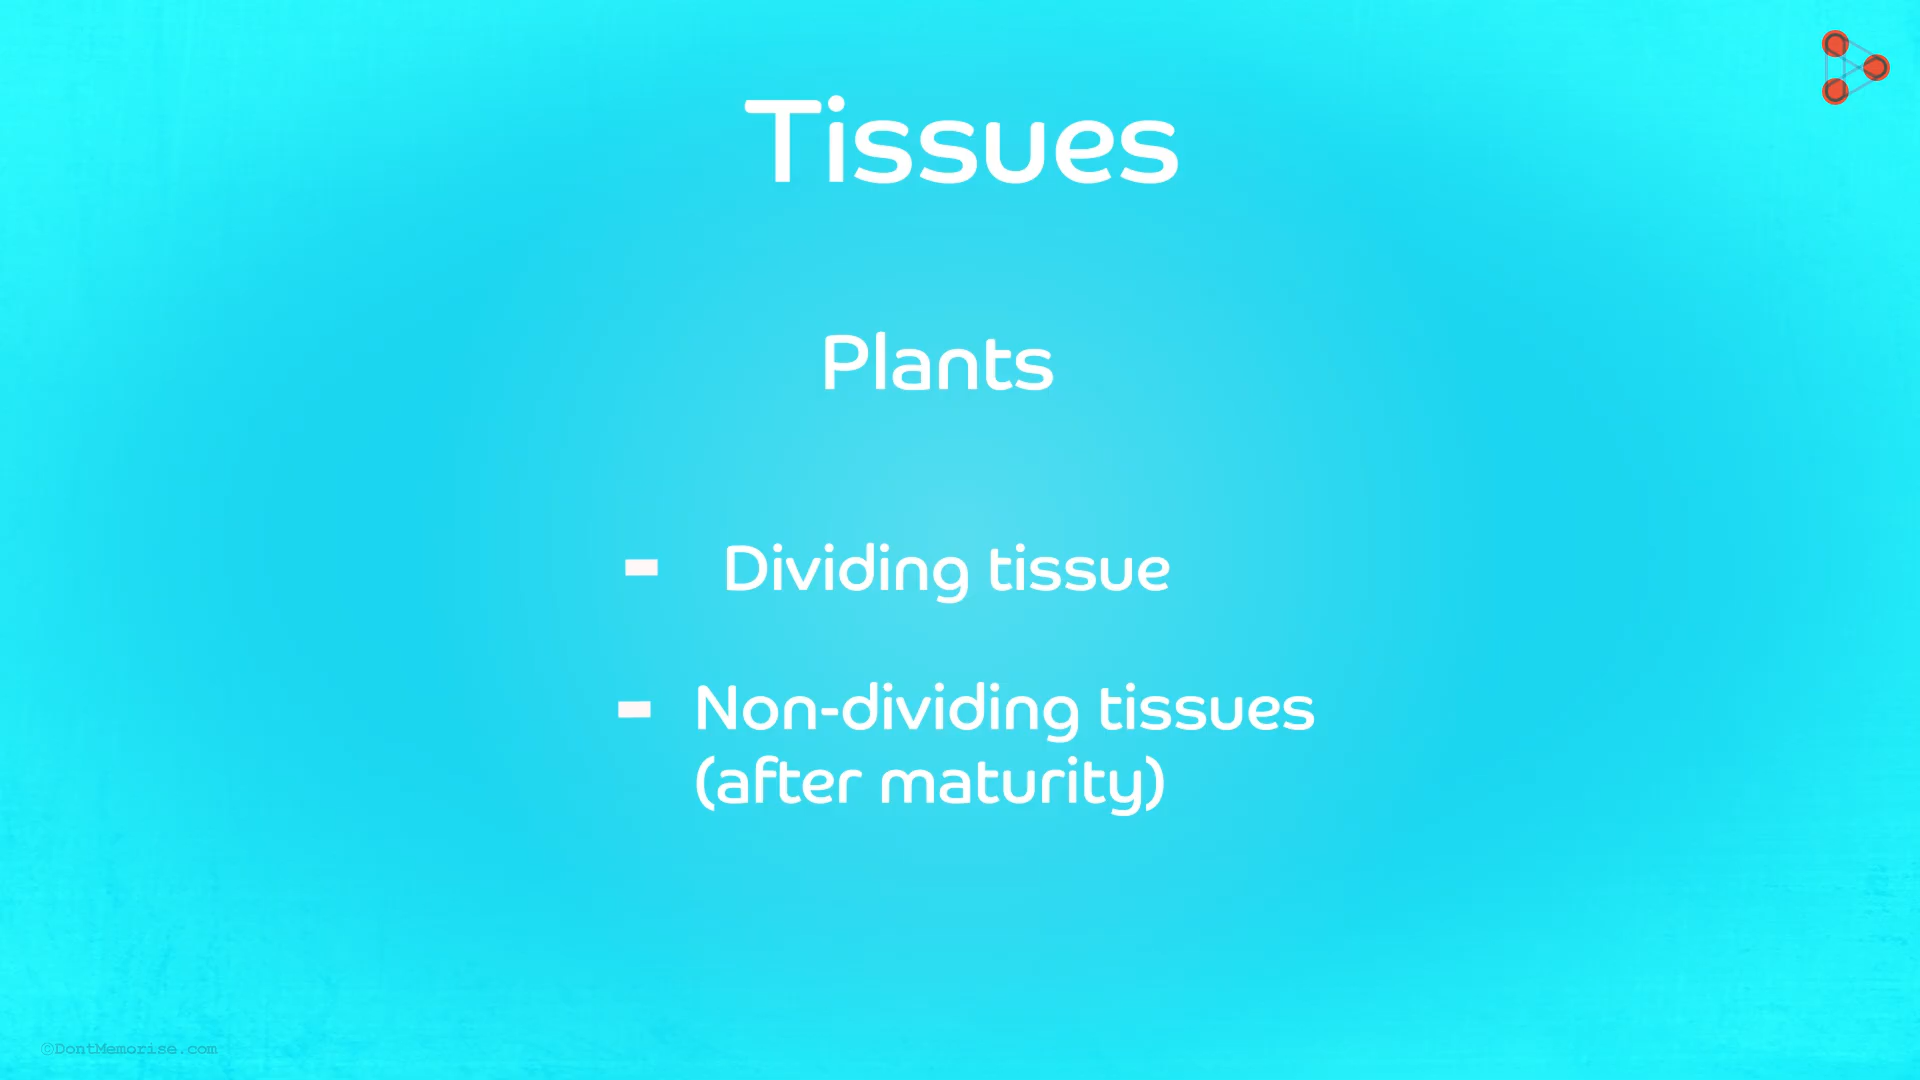 Tissues
Plants
- Dividing tissue
- Non-dividing tissues
(after maturity)
©DontMemorise.com